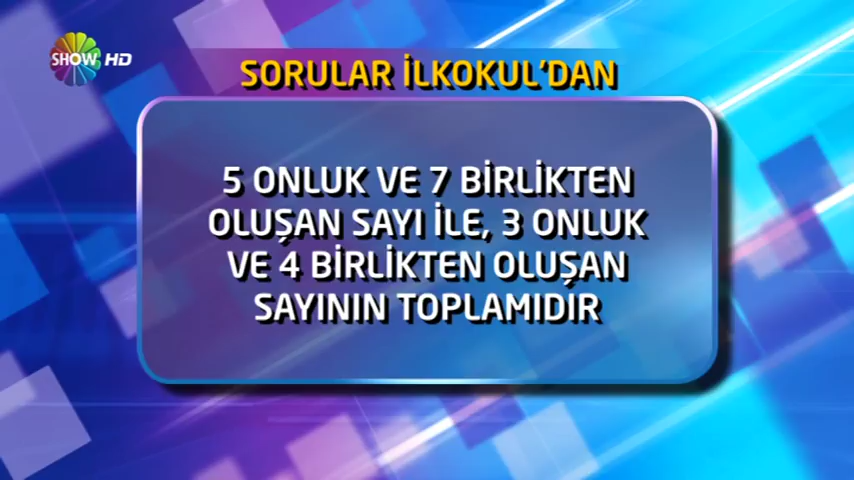 SHOW HD
SORULAR İLKOKUL'DAN
5 ONLUK VE 7 BİRLİKTEN
OLUŞAN SAYI İLE, 3 ONLUK
VE 4 BİRLİKTEN OLUŞAN
SAYININ TOPLAMIDIR